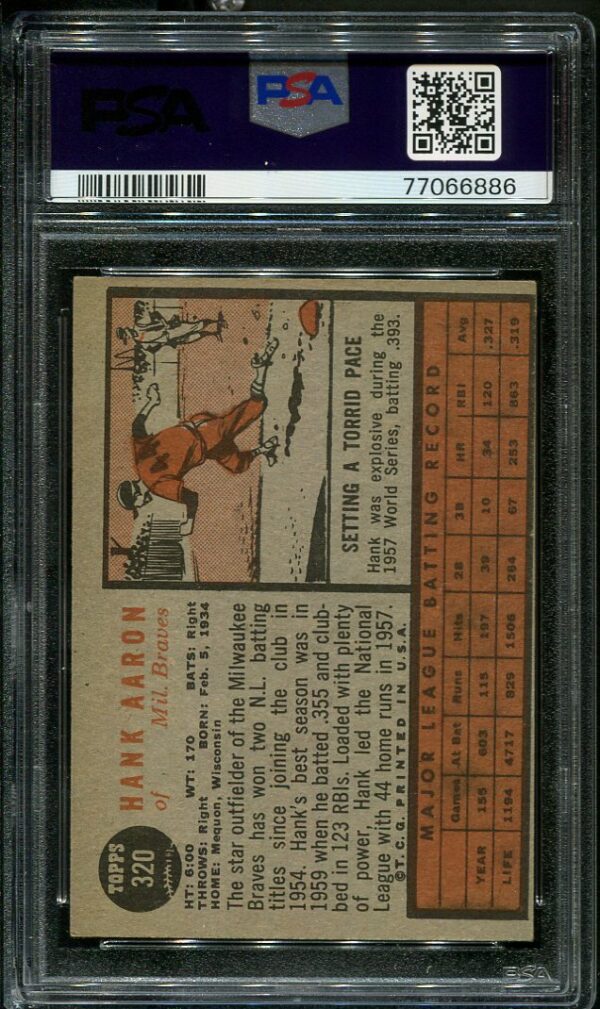 PSA
PSA
77066886
TOPPS
320
HANK AARON
of Mil. Braves
HT: 6:00 WT: 170 BATS: Right
THROWS: Right BORN: Feb. 5, 1934
HOME: Mequon, Wisconsin
The star outfielder of the Milwaukee
Braves has won two N.L. batting
titles since joining the club in
1954. Hank's best season was in
1959 when he batted .355 and club-
bed in 123 RBIs. Loaded with plenty
of power, Hank led the National
League with 44 home runs in 1957.
©T.C.G. PRINTED IN U.S.A.
SETTING A TORRID PACE
Hank was explosive during the
1957 World Series, batting .393.
MAJOR LEAGUE BATTING RECORD
Games At Bat Runs Hits 2B 3B HR RBI Avg
YEAR 155 603 115 197 39 10 34 120 .327
LIFE 1194 4717 829 1506 264 67 253 863 .319
PSA